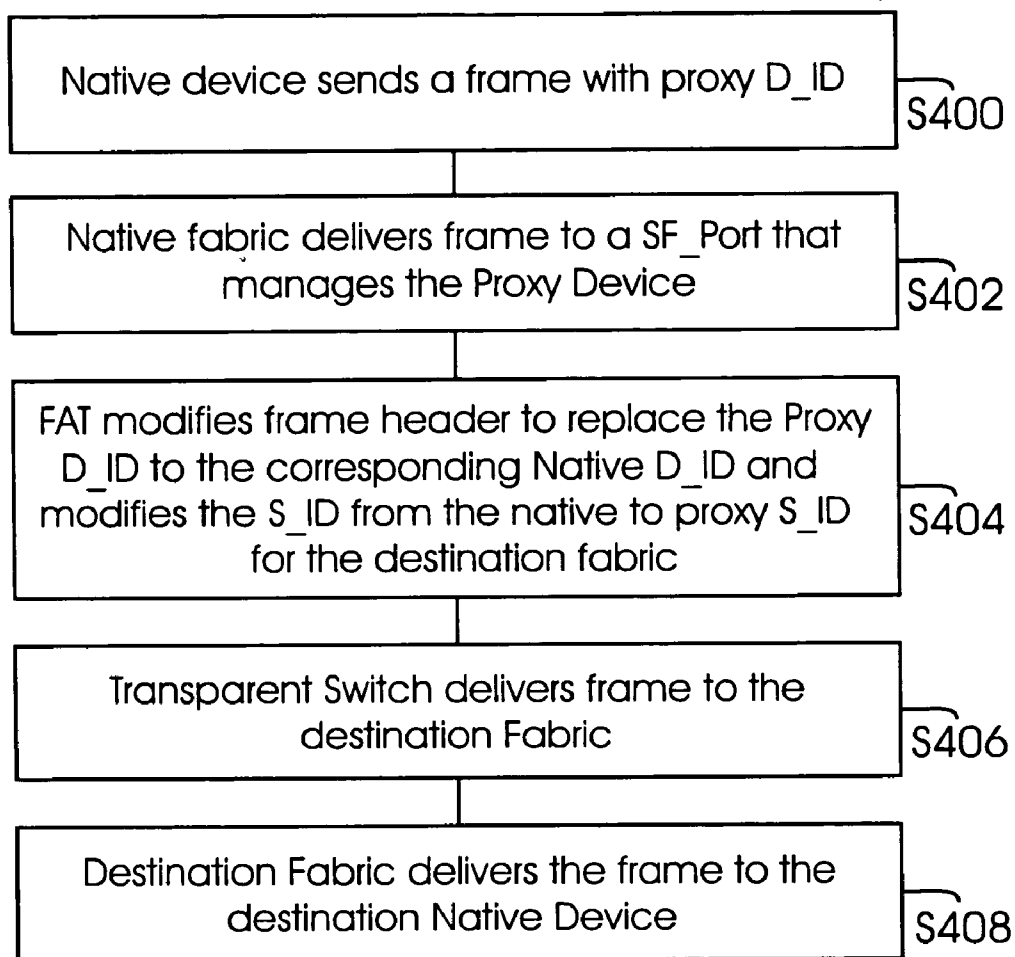 Native device sends a frame with proxy D_ID
S400
Native fabric delivers frame to a SF_Port that
manages the Proxy Device
S402
FAT modifies frame header to replace the Proxy
D_ID to the corresponding Native D_ID and
modifies the S_ID from the native to proxy S_ID
for the destination fabric
S404
Transparent Switch delivers frame to the
destination Fabric
S406
Destination Fabric delivers the frame to the
destination Native Device
S408